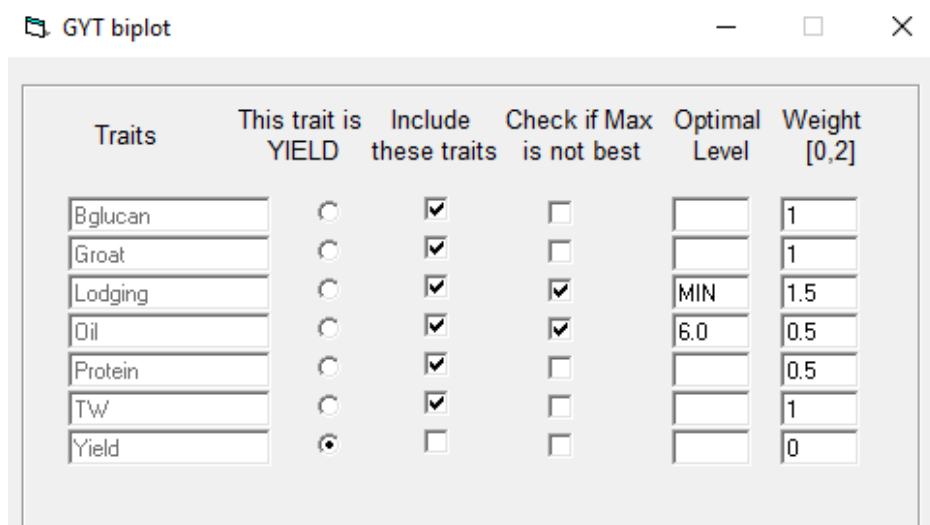 GYT biplot
Traits This trait is YIELD Include these traits Check if Max is not best Optimal Level Weight [0,2]
Bglucan 1
Groat 1
Lodging MIN 1.5
Oil 6.0 0.5
Protein 0.5
TW 1
Yield 0